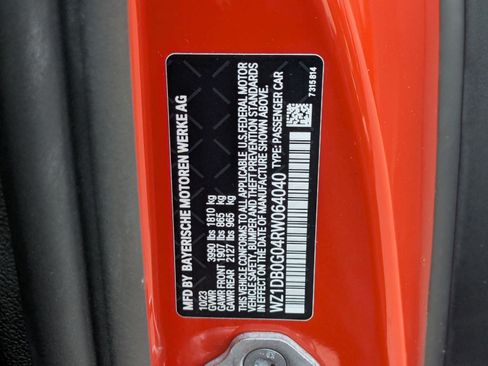 MFD BY BAYERISCHE MOTOREN WERKE AG
10/23
GVWR 3990 lbs 1810 kg
GAWR FRONT 1907 lbs 865 kg
GAWR REAR 2127 lbs 965 kg
THIS VEHICLE CONFORMS TO ALL APPLICABLE U.S.FEDERAL MOTOR
VEHICLE SAFETY, BUMPER AND THEFT PREVENTION STANDARDS
IN EFFECT ON THE DATE OF MANUFACTURE SHOWN ABOVE.
WZ1DB0G04RW064040 TYPE: PASSENGER CAR
7315814